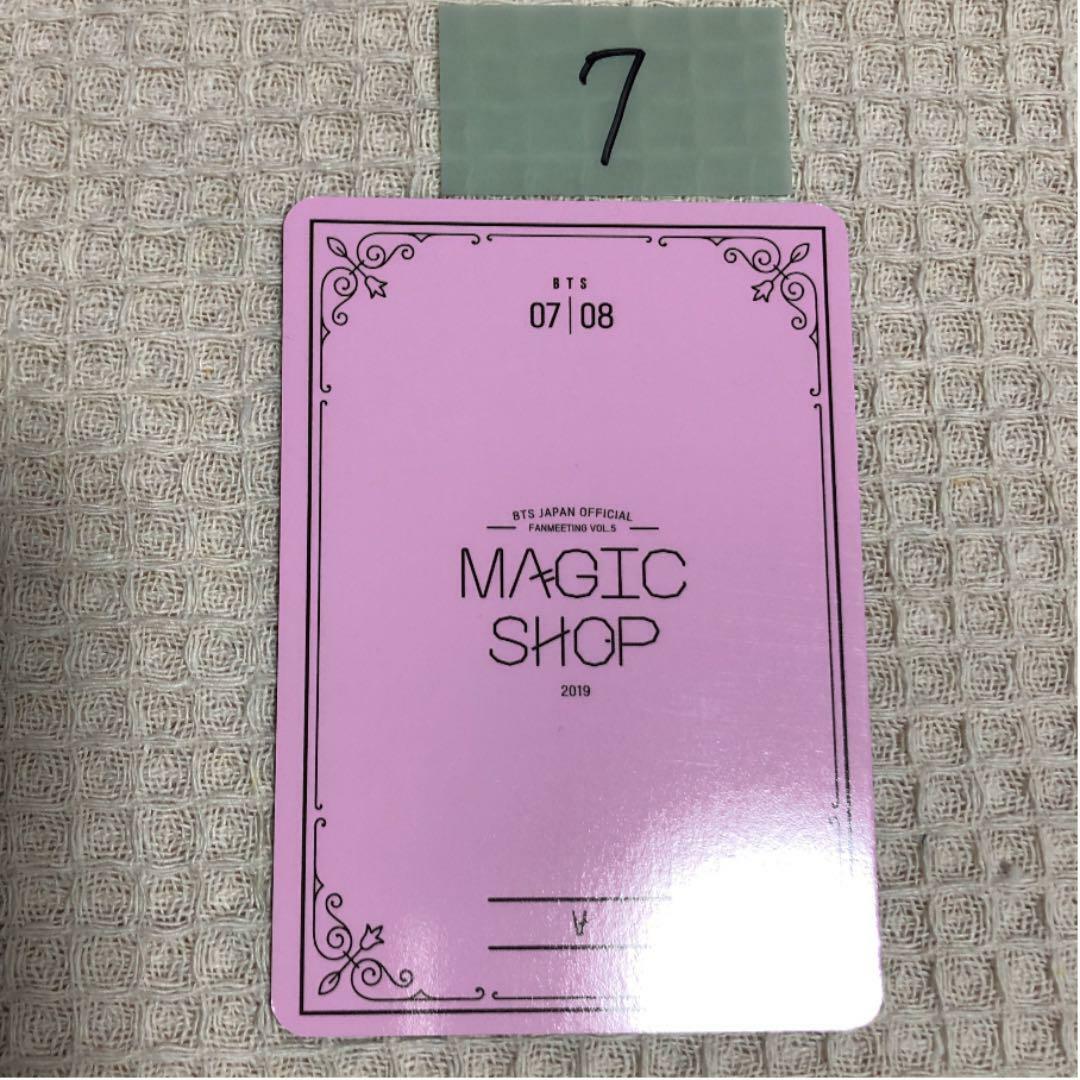 7
BTS
07|08
BTS JAPAN OFFICIAL
FANMEETING VOL.5
MAGIC
SHOP
2019
V